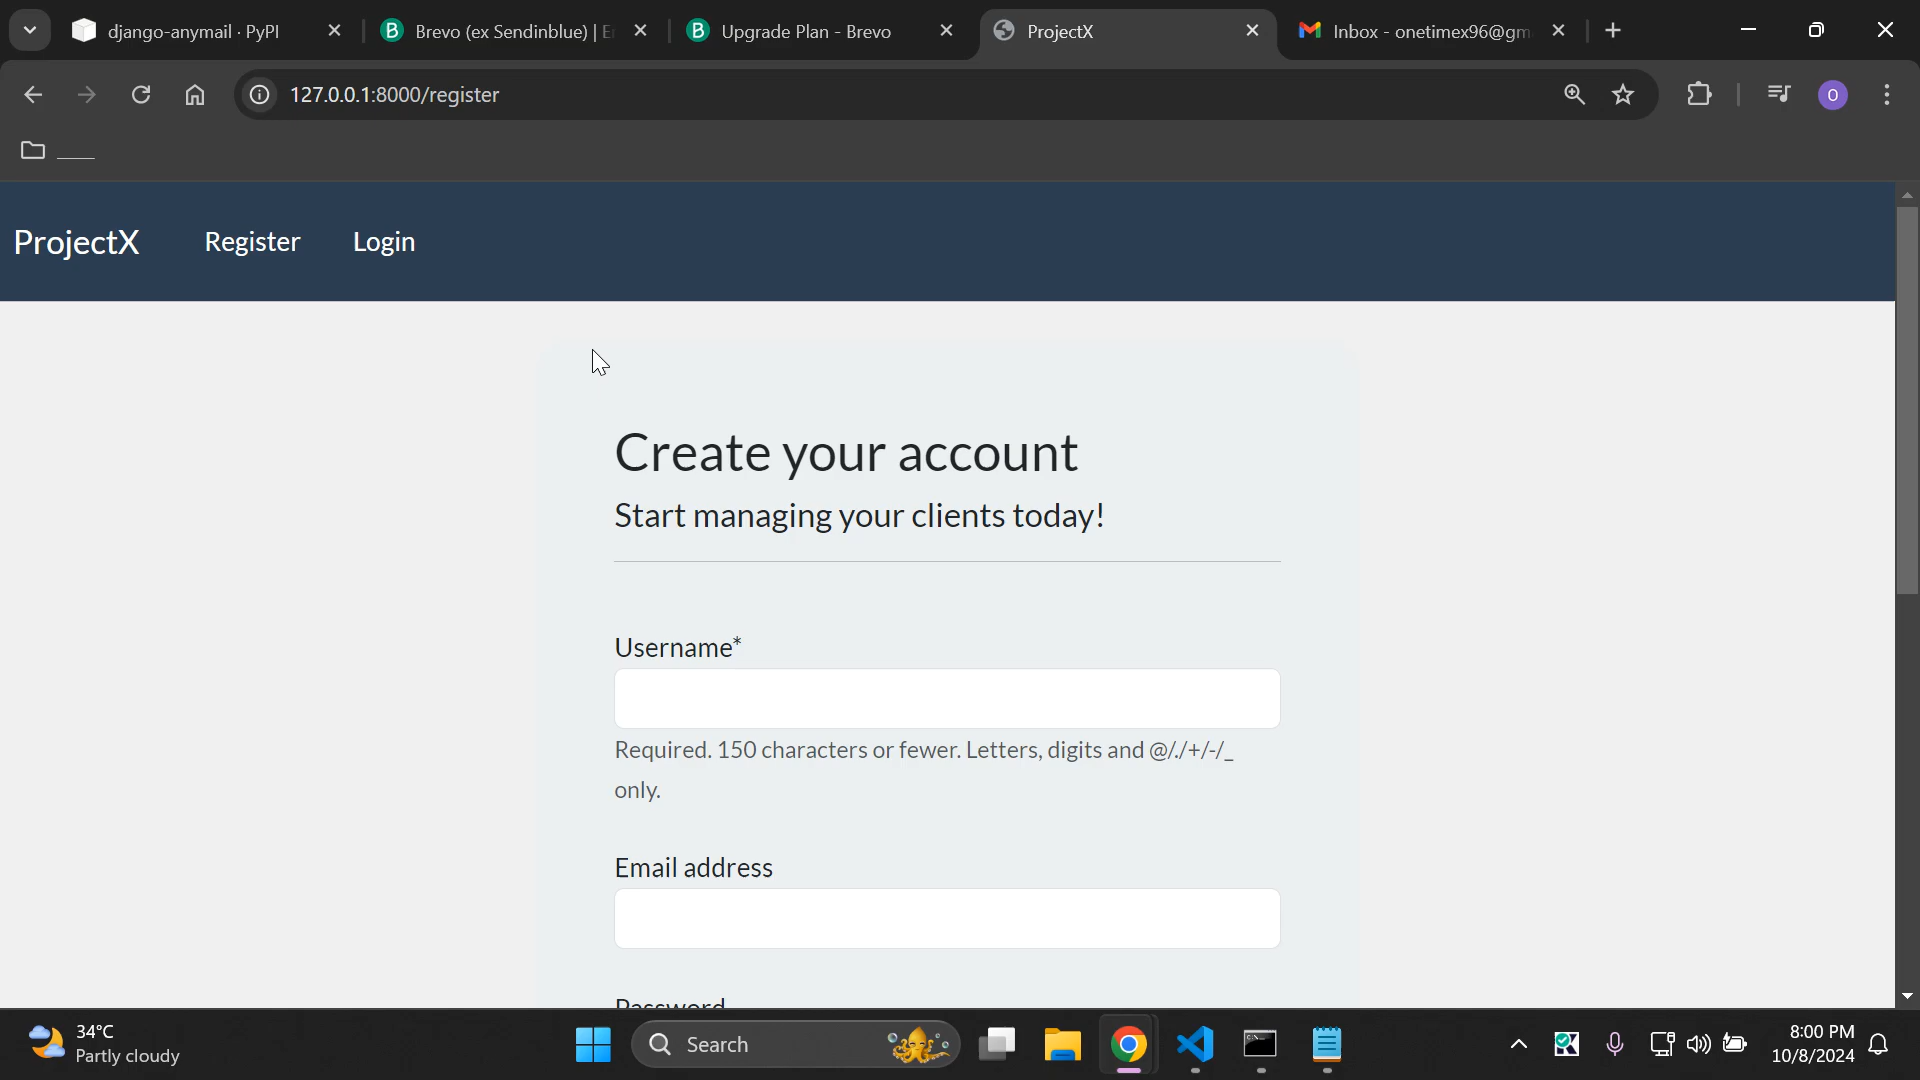 django-anymail · PyPI
Brevo (ex Sendinblue) | E
Upgrade Plan - Brevo
ProjectX
Inbox - onetimex96@gm
127.0.0.1:8000/register
O
____
ProjectX Register Login
Create your account
Start managing your clients today!
Username*
Required. 150 characters or fewer. Letters, digits and @/./+/-/_
only.
Email address
Password
34°C
Partly cloudy
Search
8:00 PM
10/8/2024